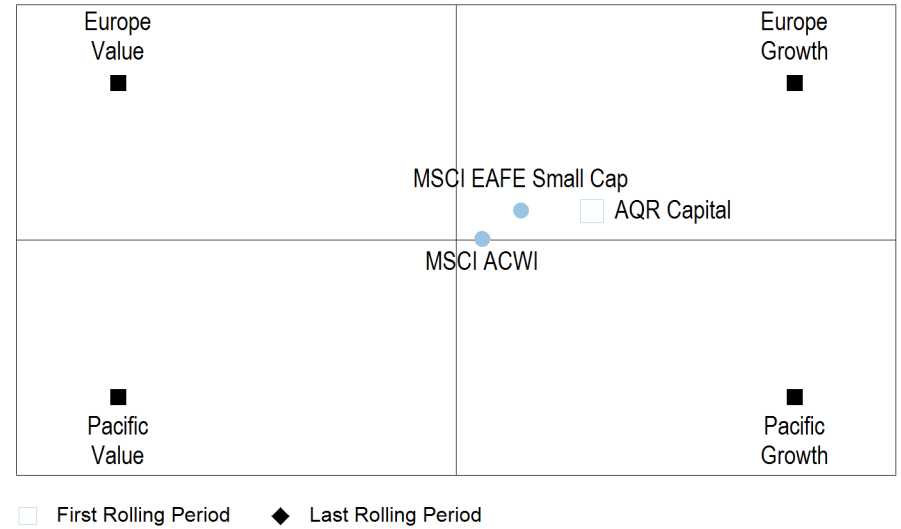 Europe
Value
Europe
Growth
MSCI EAFE Small Cap
AQR Capital
MSCI ACWI
Pacific
Value
Pacific
Growth
First Rolling Period
Last Rolling Period